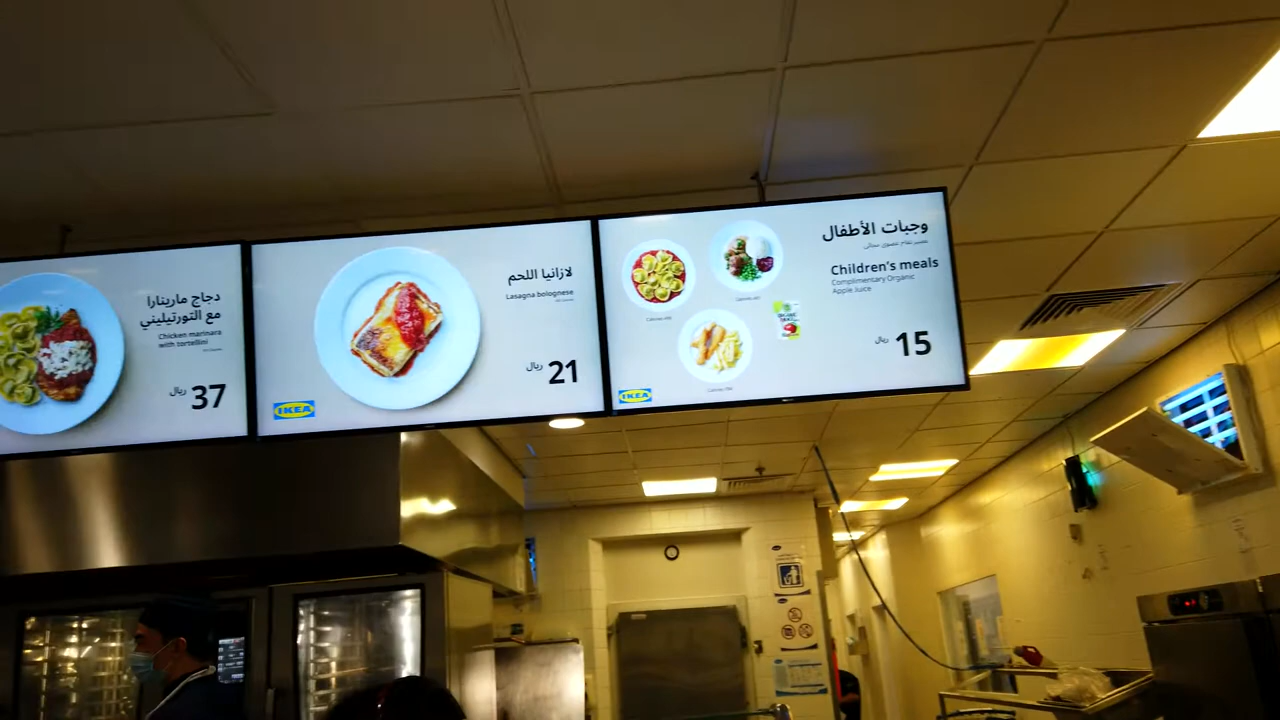 دجاج مارينارا
مع التورتيليني
Chicken marinara
with tortellini
ريال 37
لازانيا اللحم
Lasagna bolognese
ريال 21
IKEA
وجبات الأطفال
Children's meals
Complimentary Organic
Apple Juice
ريال 15
IKEA